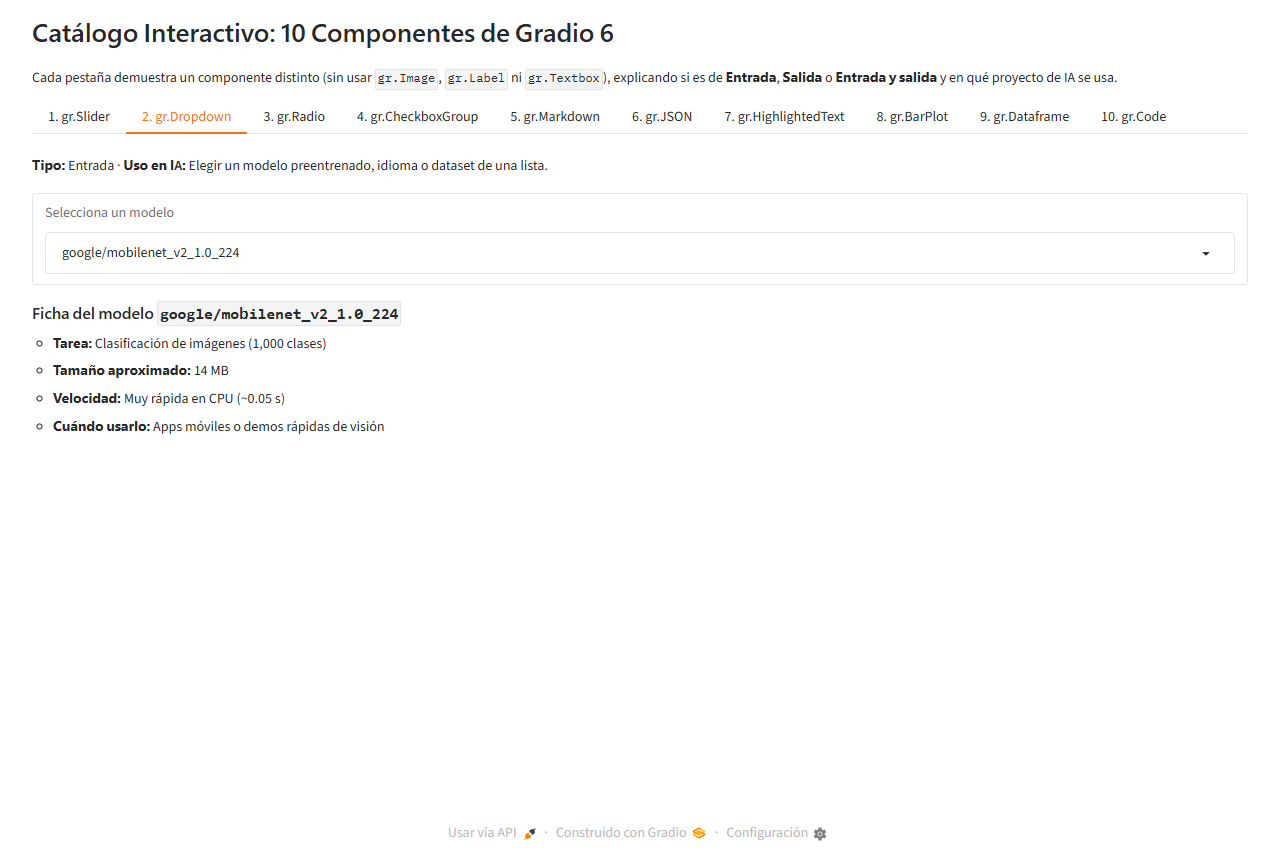 Catálogo Interactivo: 10 Componentes de Gradio 6
Cada pestaña demuestra un componente distinto (sin usar gr.Image, gr.Label ni gr.Textbox), explicando si es de Entrada, Salida o Entrada y salida y en qué proyecto de IA se usa.
1. gr.Slider 2. gr.Dropdown 3. gr.Radio 4. gr.CheckboxGroup 5. gr.Markdown 6. gr.JSON 7. gr.HighlightedText 8. gr.BarPlot 9. gr.Dataframe 10. gr.Code
Tipo: Entrada · Uso en IA: Elegir un modelo preentrenado, idioma o dataset de una lista.
Selecciona un modelo
google/mobilenet_v2_1.0_224
Ficha del modelo google/mobilenet_v2_1.0_224
Tarea: Clasificación de imágenes (1,000 clases)
Tamaño aproximado: 14 MB
Velocidad: Muy rápida en CPU (~0.05 s)
Cuándo usarlo: Apps móviles o demos rápidas de visión
Usar vía API · Construido con Gradio · Configuración